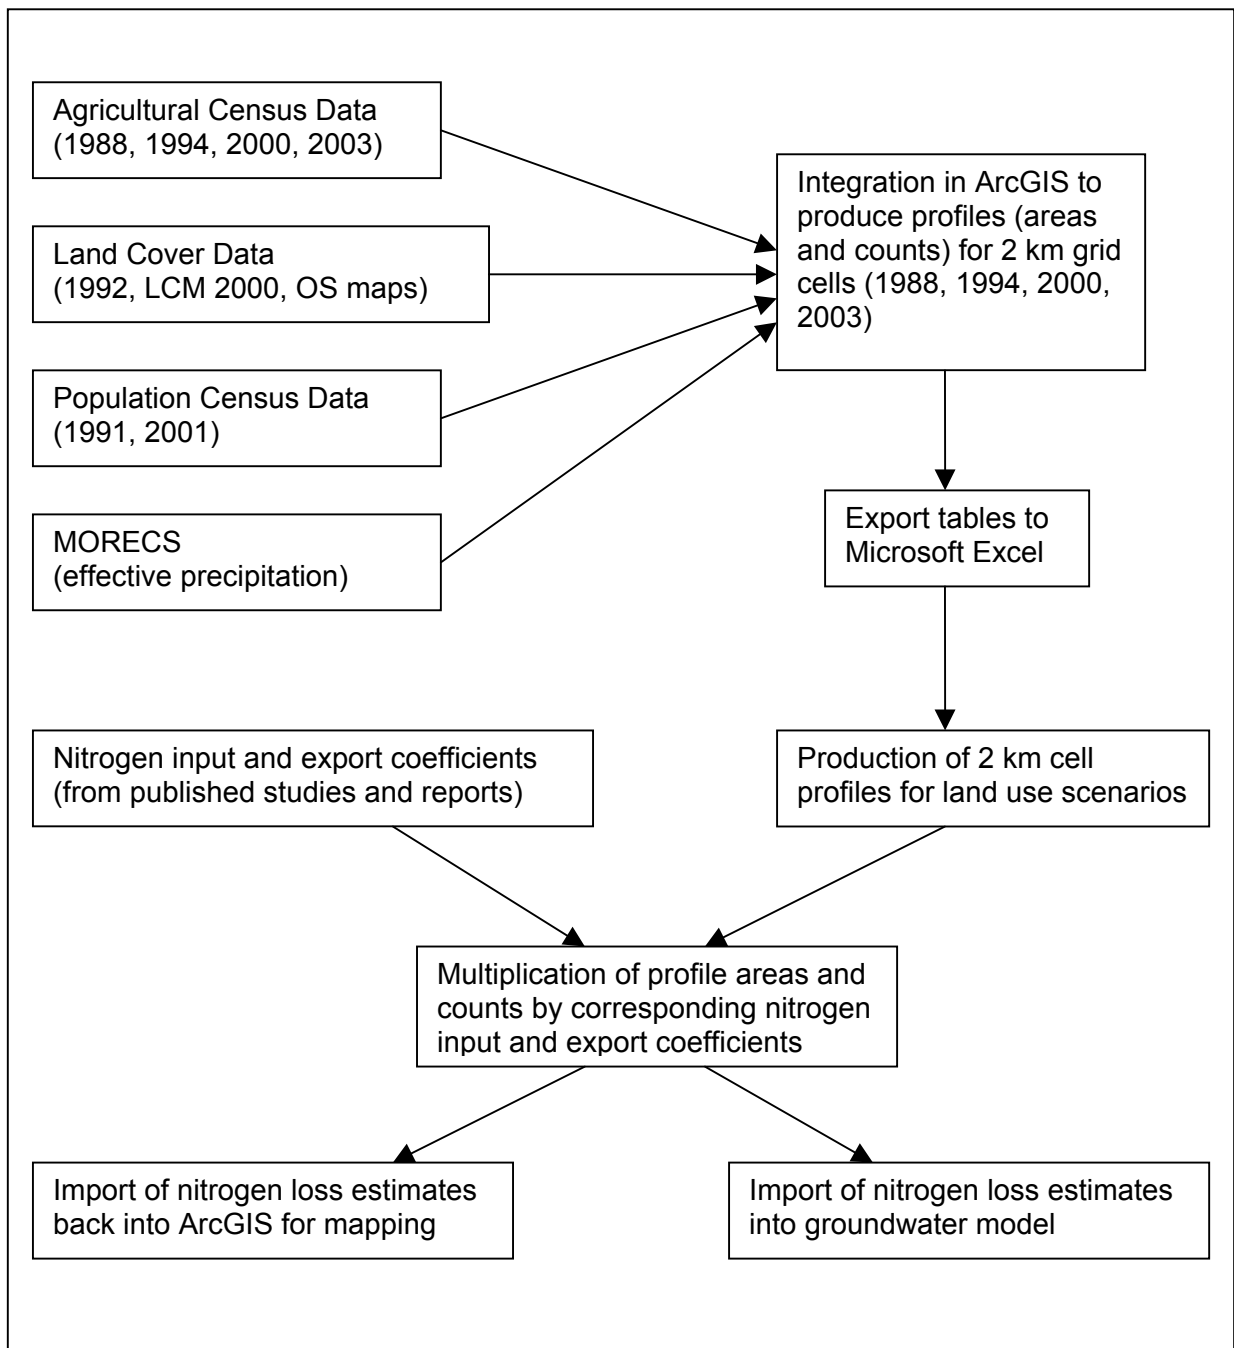 Agricultural Census Data
(1988, 1994, 2000, 2003)
Land Cover Data
(1992, LCM 2000, OS maps)
Population Census Data
(1991, 2001)
MORECS
(effective precipitation)
Integration in ArcGIS to
produce profiles (areas
and counts) for 2 km grid
cells (1988, 1994, 2000,
2003)
Export tables to
Microsoft Excel
Nitrogen input and export coefficients
(from published studies and reports)
Production of 2 km cell
profiles for land use scenarios
Multiplication of profile areas and
counts by corresponding nitrogen
input and export coefficients
Import of nitrogen loss estimates
back into ArcGIS for mapping
Import of nitrogen loss estimates
into groundwater model